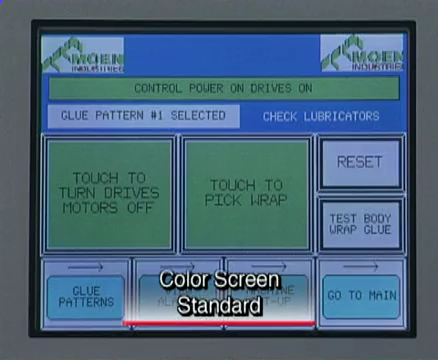 MOEN
INDUSTRIES
MOEN
INDUSTRIES
CONTROL POWER ON DRIVES ON
GLUE PATTERN #1 SELECTED
CHECK LUBRICATORS
TOUCH TO
TURN DRIVES
MOTORS OFF
TOUCH TO
PICK WRAP
RESET
TEST BODY
WRAP GLUE
GLUE
PATTERNS
Color Screen
Standard
GO TO MAIN